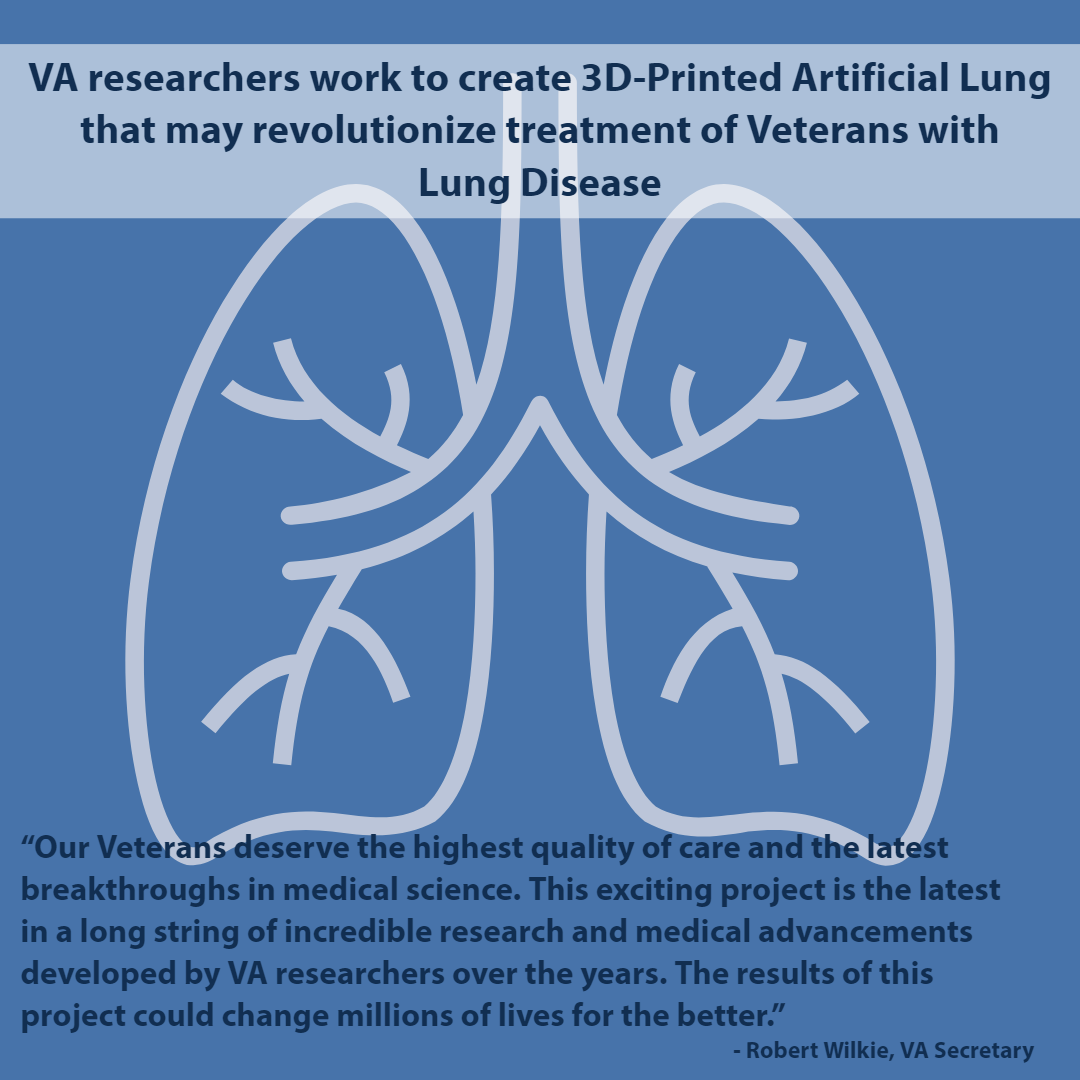 VA researchers work to create 3D-Printed Artificial Lung
that may revolutionize treatment of Veterans with
Lung Disease
“Our Veterans deserve the highest quality of care and the latest
breakthroughs in medical science. This exciting project is the latest
in a long string of incredible research and medical advancements
developed by VA researchers over the years. The results of this
project could change millions of lives for the better.”
- Robert Wilkie, VA Secretary